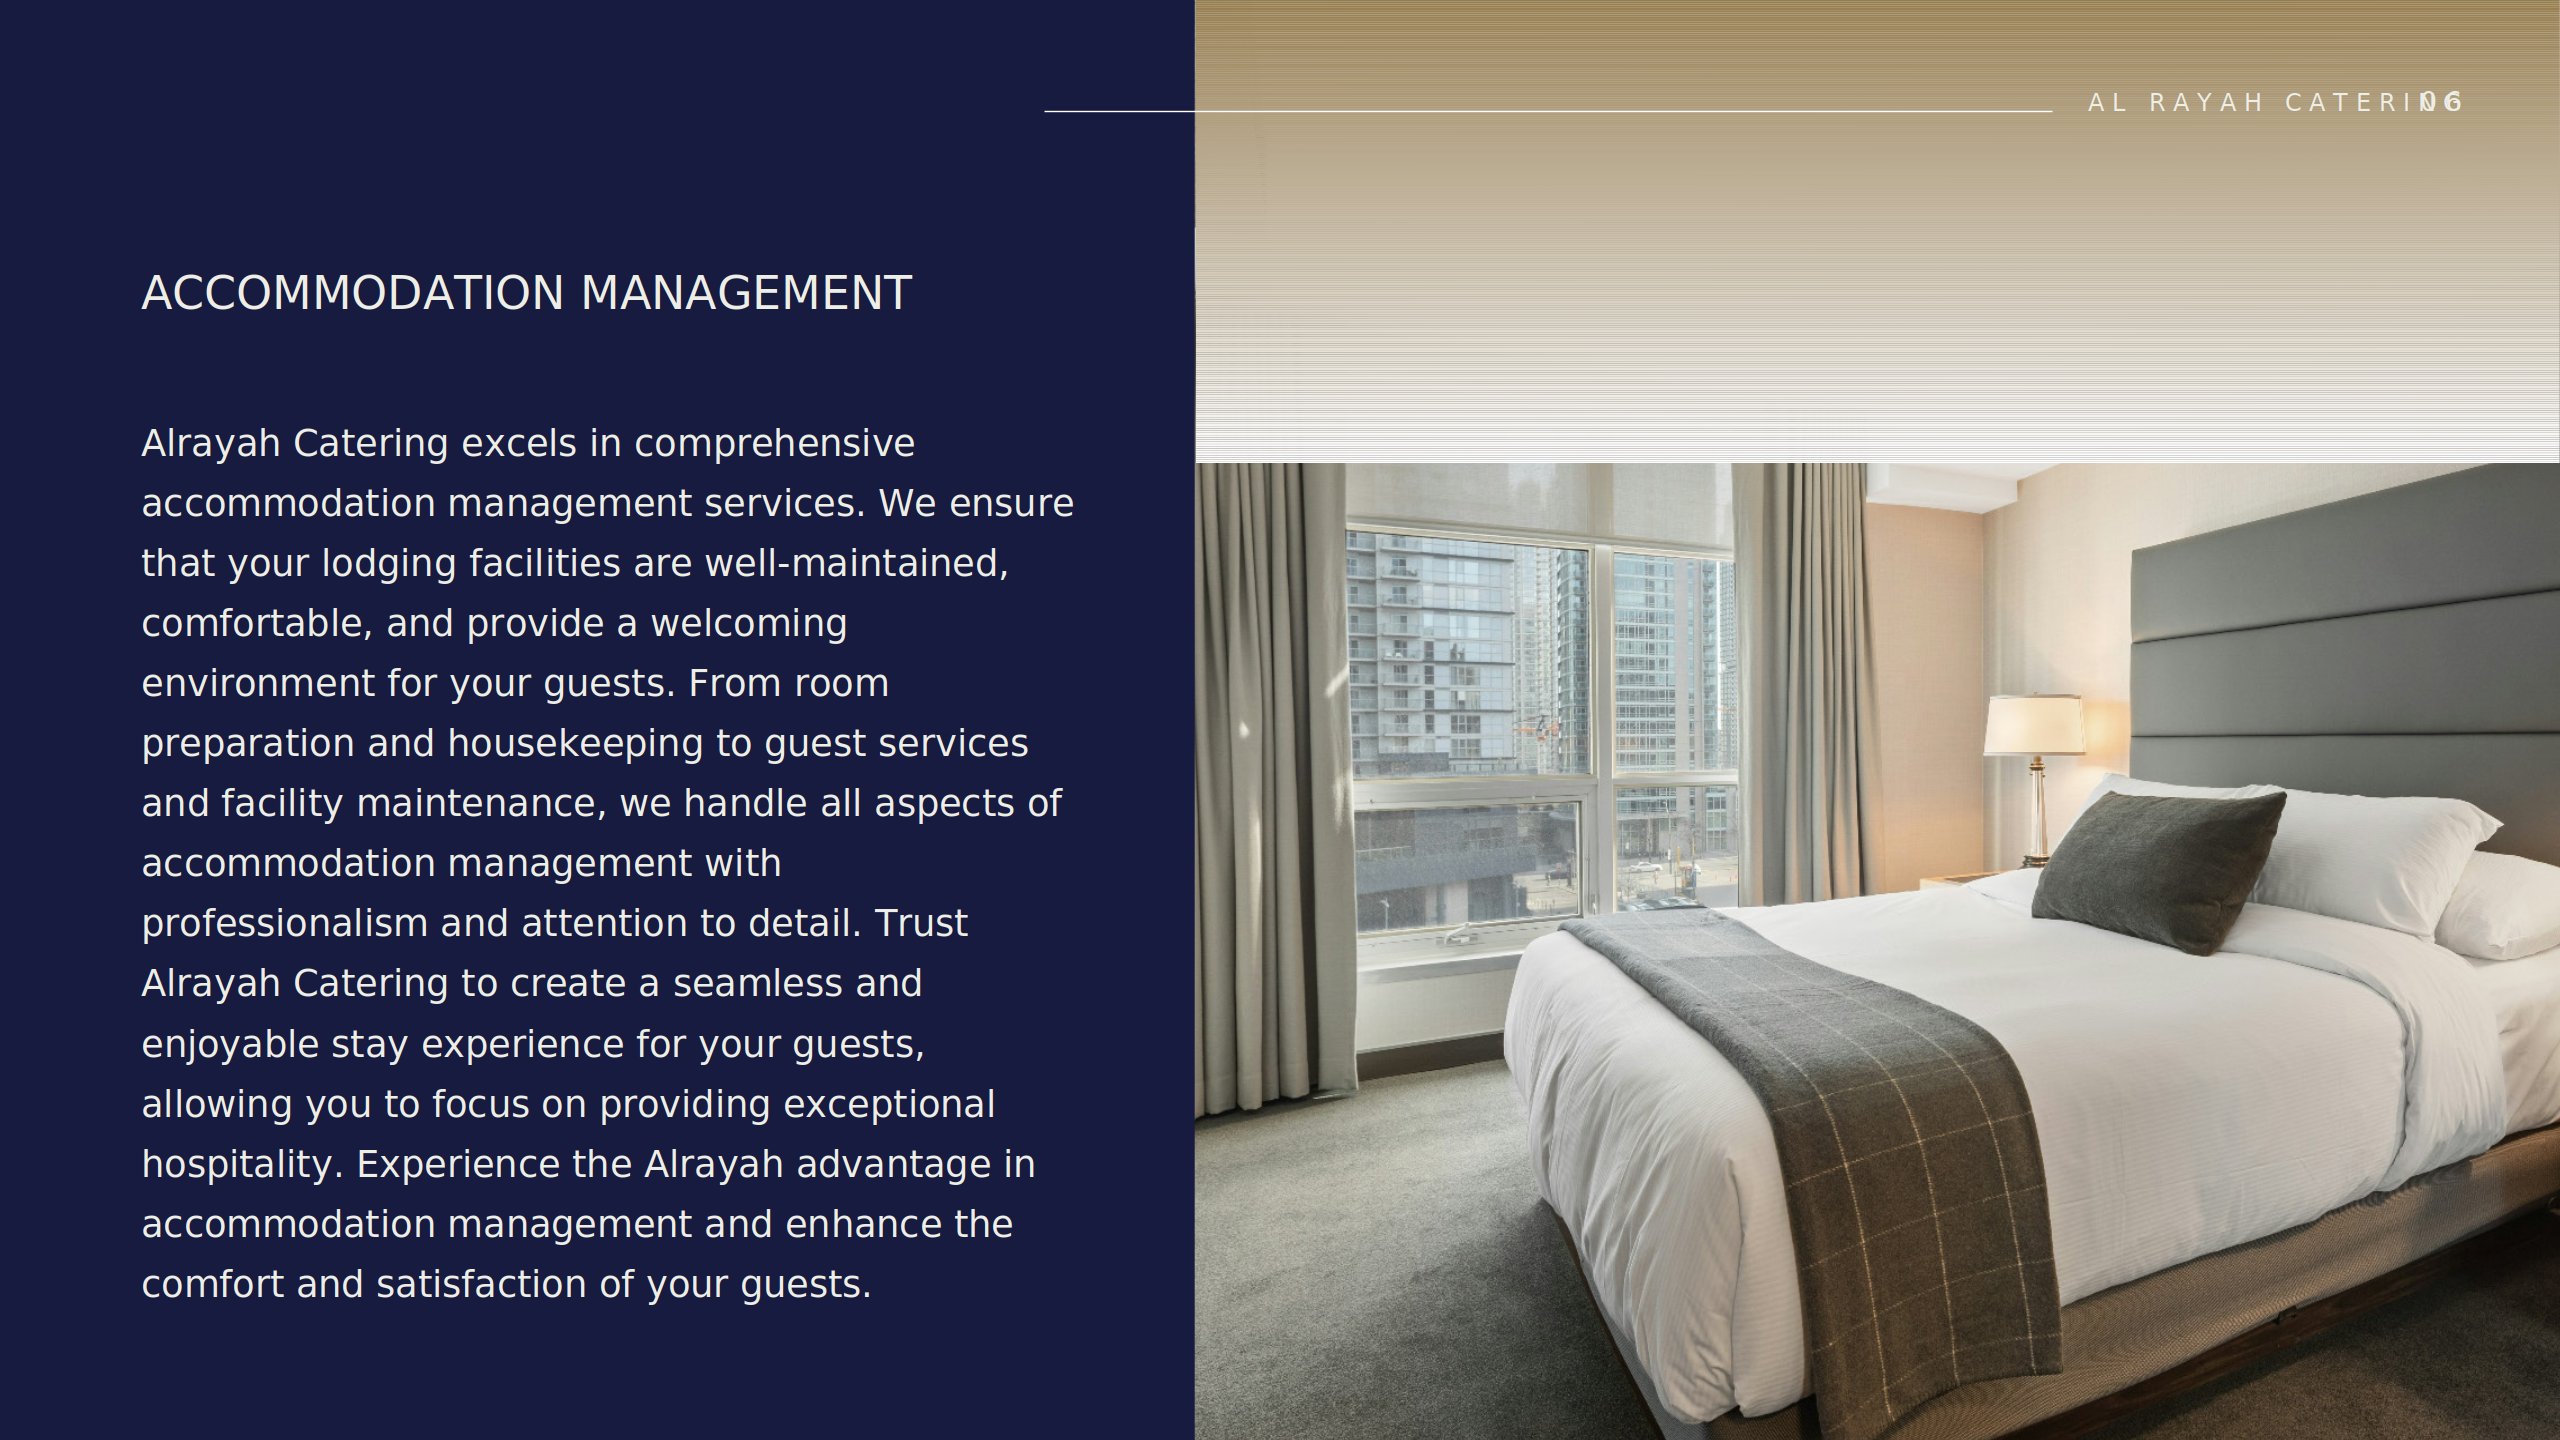 AL RAYAH CATERING 06
ACCOMMODATION MANAGEMENT
Alrayah Catering excels in comprehensive
accommodation management services. We ensure
that your lodging facilities are well-maintained,
comfortable, and provide a welcoming
environment for your guests. From room
preparation and housekeeping to guest services
and facility maintenance, we handle all aspects of
accommodation management with
professionalism and attention to detail. Trust
Alrayah Catering to create a seamless and
enjoyable stay experience for your guests,
allowing you to focus on providing exceptional
hospitality. Experience the Alrayah advantage in
accommodation management and enhance the
comfort and satisfaction of your guests.